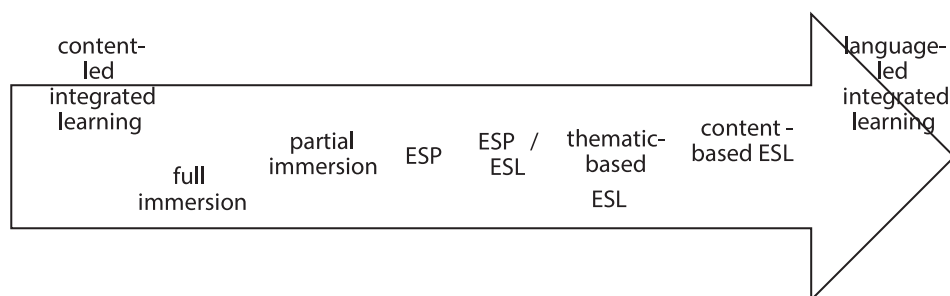 content-
led
integrated
learning
full
immersion
partial
immersion
ESP
ESP /
ESL
thematic-
based
ESL
content -
based ESL
language-
led
integrated
learning